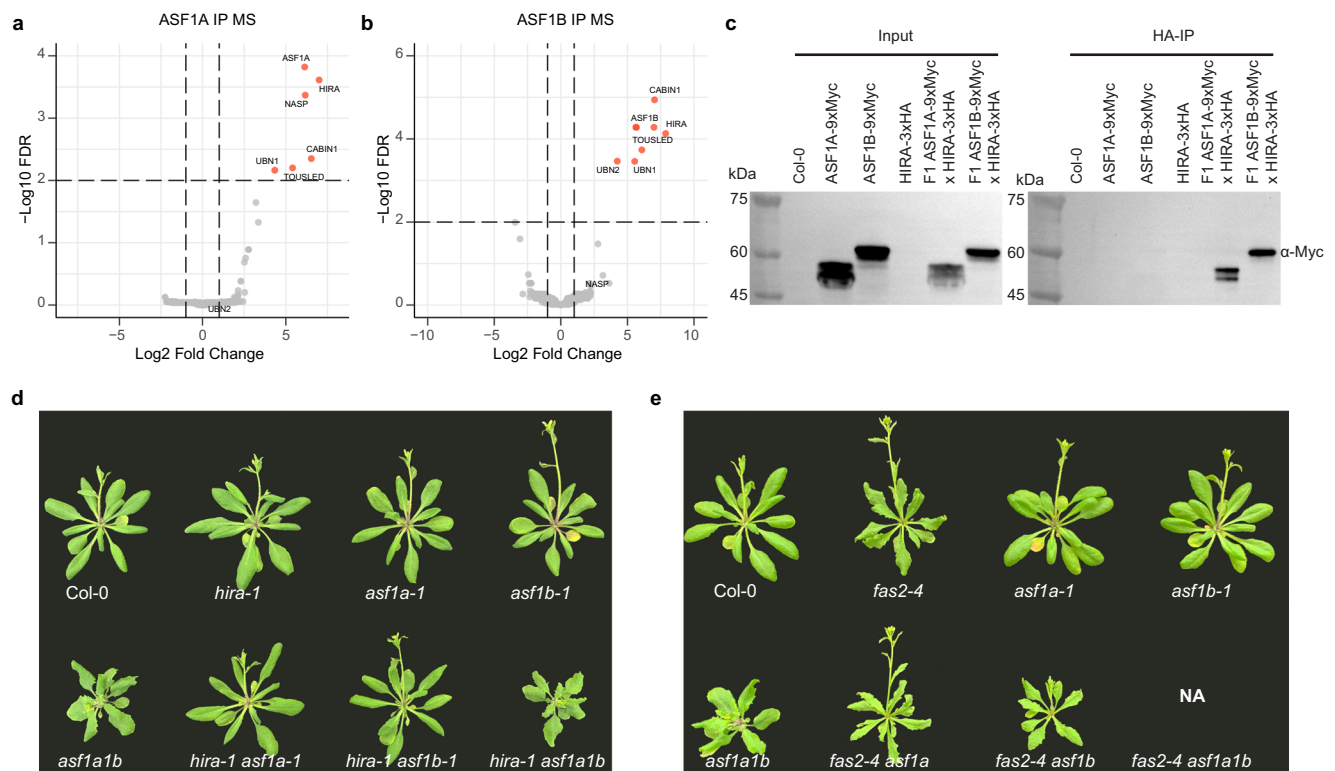 a
ASF1A IP MS
−Log10 FDR
4
3
2
1
0
ASF1A
HIRA
NASP
CABIN1
UBN1
TOUSLED
UBN2
−5
0
5
Log2 Fold Change
b
ASF1B IP MS
6
4
2
0
CABIN1
ASF1B
HIRA
TOUSLED
UBN2
UBN1
NASP
−10
−5
0
5
10
Log2 Fold Change
c
Input
HA-IP
Col-0
ASF1A-9xMyc
ASF1B-9xMyc
HIRA-3xHA
F1 ASF1A-9xMyc
x HIRA-3xHA
F1 ASF1B-9xMyc
x HIRA-3xHA
Col-0
ASF1A-9xMyc
ASF1B-9xMyc
HIRA-3xHA
F1 ASF1A-9xMyc
x HIRA-3xHA
F1 ASF1B-9xMyc
x HIRA-3xHA
kDa
75
60
45
kDa
75
60
45
α-Myc
d
Col-0
hira-1
asf1a-1
asf1b-1
asf1a1b
hira-1 asf1a-1
hira-1 asf1b-1
hira-1 asf1a1b
e
Col-0
fas2-4
asf1a-1
asf1b-1
NA
asf1a1b
fas2-4 asf1a
fas2-4 asf1b
fas2-4 asf1a1b